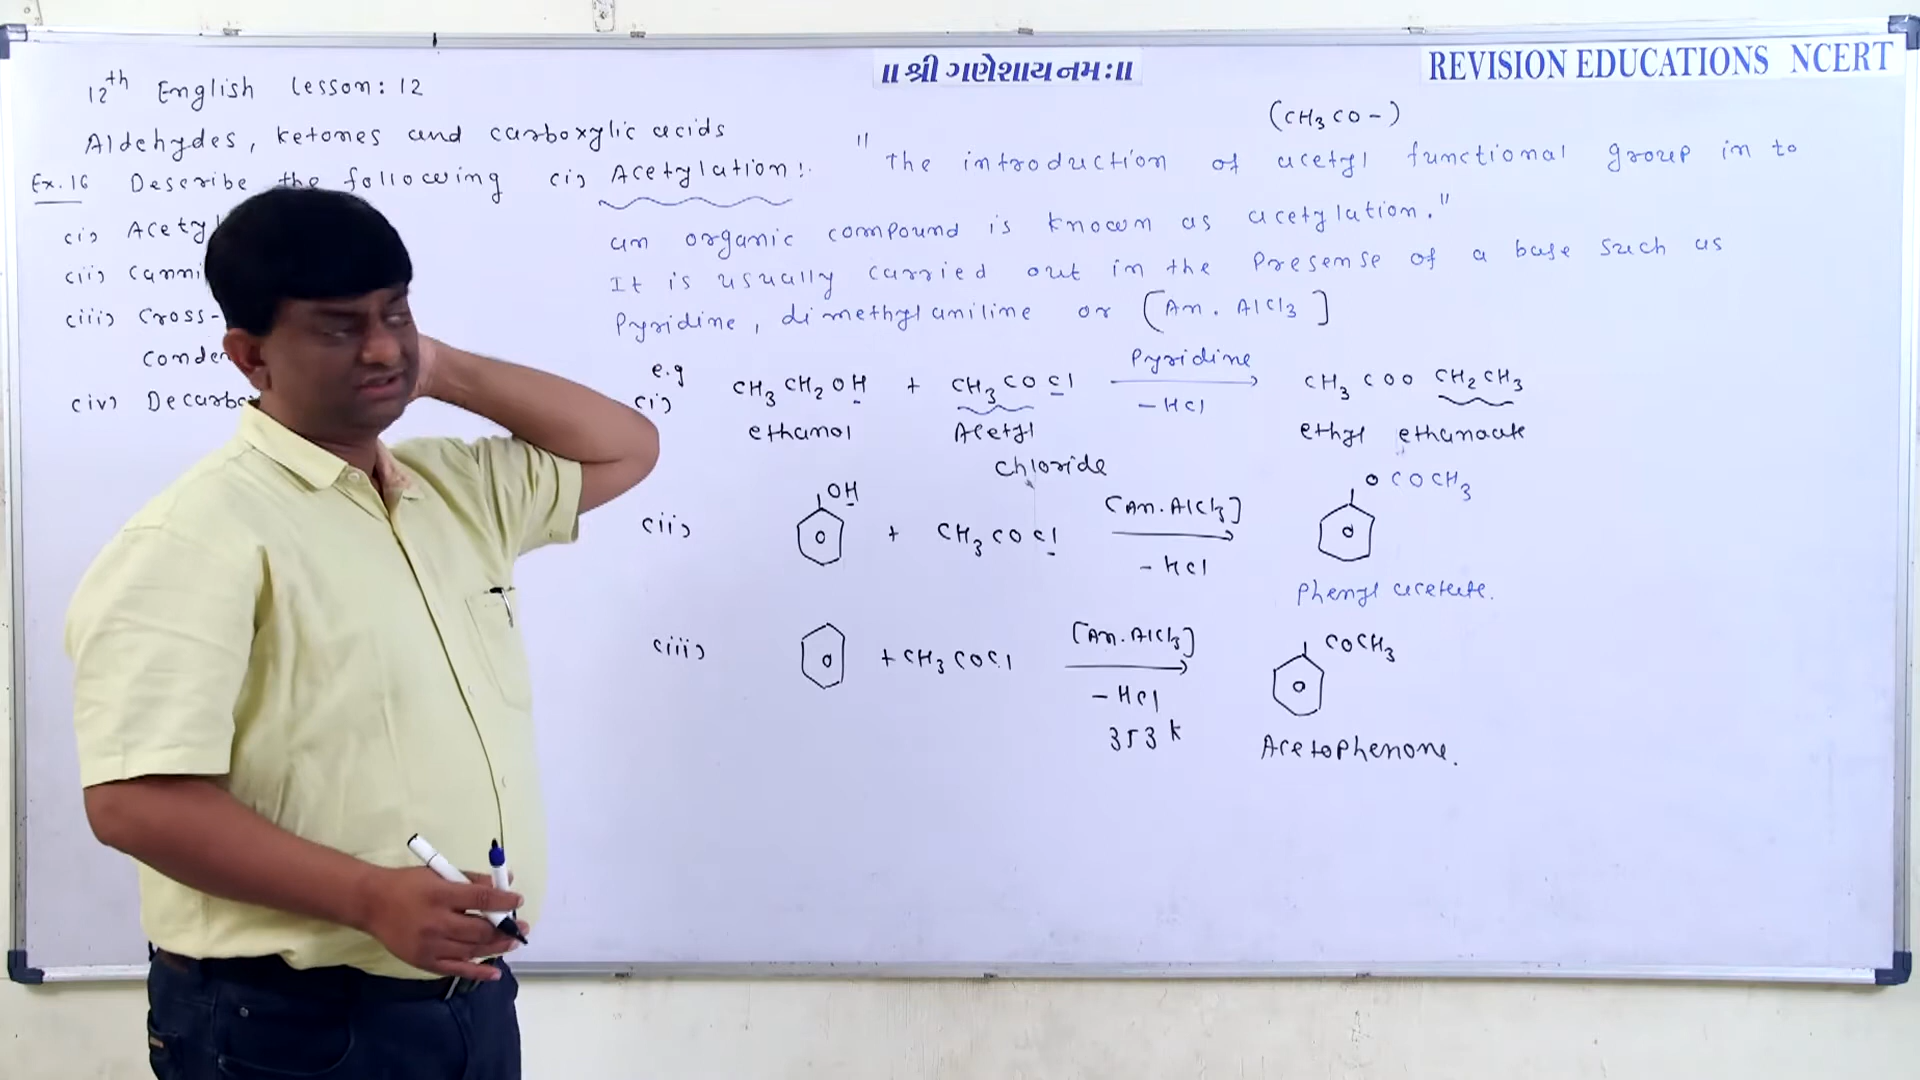 ॥ શ્રી ગણેશાય નમઃ ॥
REVISION EDUCATIONS NCERT
12th English Lesson: 12
Aldehydes, ketones and carboxylic acids
Ex. 16 Describe the following
(i) Acety
(ii) Canni
(iii) Cross-
Conden
(iv) Decarbo
(CH3CO-)
(i) Acetylation :- "The introduction of acetyl functional group in to
an organic compound is known as acetylation."
It is usually carried out in the Presense of a base such as
Pyridine, dimethylaniline or [An. AlCl3]
e.g
(i) CH3CH2OH + CH3COCl Pyridine → -HCl CH3COOCH2CH3
ethanol Acetyl chloride ethyl ethanoate
(ii) OH + CH3COCl [An. AlCl3] → -HCl OCOCH3
Phenyl acetate.
(iii) + CH3COCl [An. AlCl3] → -HCl 353 K COCH3
Acetophenone.